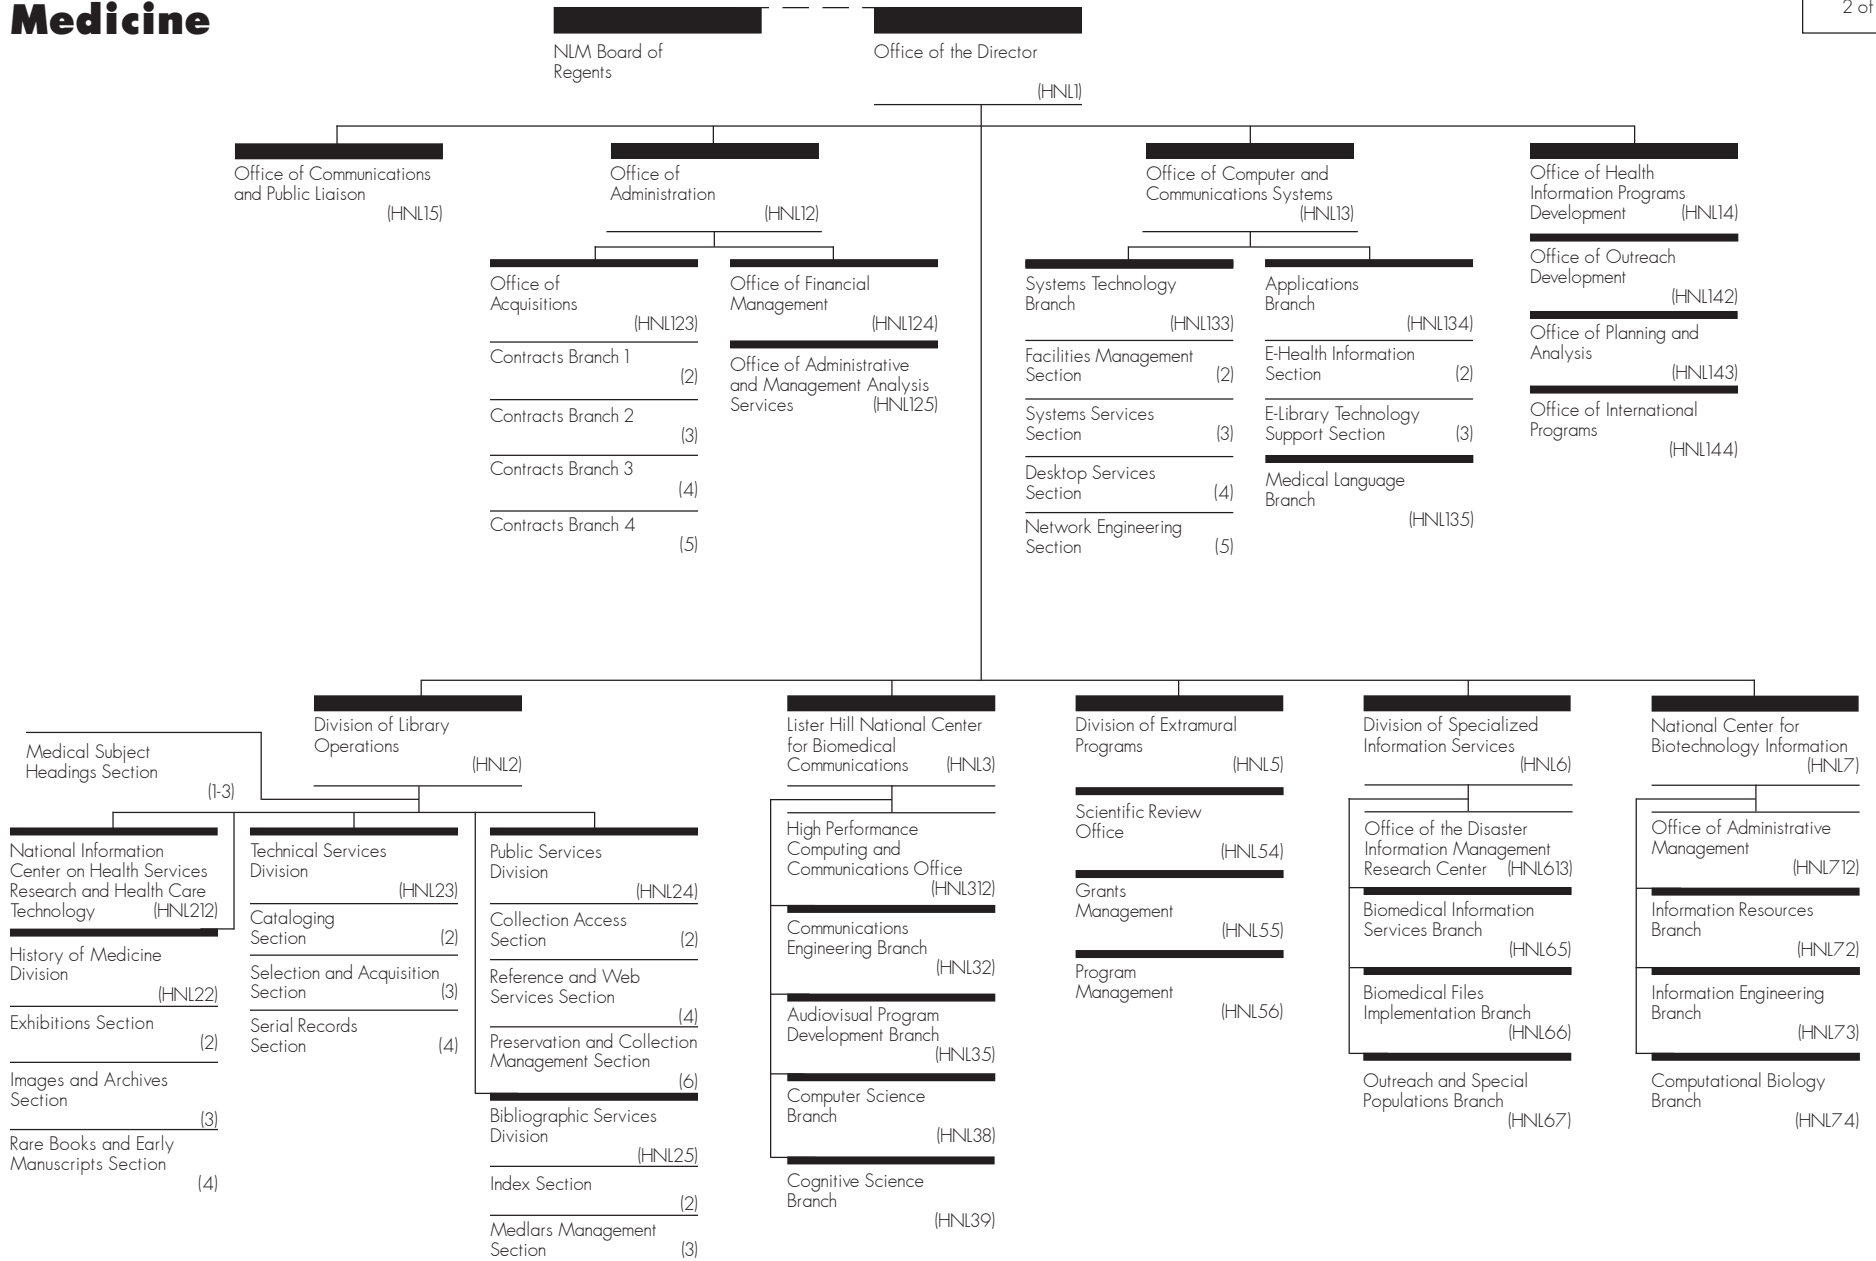 Medicine
2 of
NLM Board of
Regents
Office of the Director
(HNL1)
Office of Communications
and Public Liaison
(HNL15)
Office of
Administration
(HNL12)
Office of Computer and
Communications Systems
(HNL13)
Office of Health
Information Programs
Development (HNL14)
Office of Acquisitions
(HNL123)
Contracts Branch 1
(2)
Contracts Branch 2
(3)
Contracts Branch 3
(4)
Contracts Branch 4
(5)
Office of Financial
Management
(HNL124)
Office of Administrative
and Management Analysis
Services (HNL125)
Systems Technology
Branch
(HNL133)
Facilities Management
Section (2)
Systems Services
Section (3)
Desktop Services
Section (4)
Network Engineering
Section (5)
Applications
Branch
(HNL134)
E-Health Information
Section (2)
E-Library Technology
Support Section (3)
Medical Language
Branch
(HNL135)
Office of Outreach
Development
(HNL142)
Office of Planning and
Analysis
(HNL143)
Office of International
Programs
(HNL144)
Division of Library
Operations
(HNL2)
Medical Subject
Headings Section
(1-3)
National Information
Center on Health Services
Research and Health Care
Technology (HNL212)
History of Medicine
Division
(HNL22)
Exhibitions Section
(2)
Images and Archives
Section
(3)
Rare Books and Early
Manuscripts Section
(4)
Technical Services
Division
(HNL23)
Cataloging
Section (2)
Selection and Acquisition
Section (3)
Serial Records
Section (4)
Public Services
Division
(HNL24)
Collection Access
Section (2)
Reference and Web
Services Section
(4)
Preservation and Collection
Management Section
(6)
Bibliographic Services
Division
(HNL25)
Index Section
(2)
Medlars Management
Section (3)
Lister Hill National Center
for Biomedical
Communications (HNL3)
High Performance
Computing and
Communications Office
(HNL312)
Communications
Engineering Branch
(HNL32)
Audiovisual Program
Development Branch
(HNL35)
Computer Science
Branch
(HNL38)
Cognitive Science
Branch
(HNL39)
Division of Extramural
Programs
(HNL5)
Scientific Review
Office
(HNL54)
Grants
Management
(HNL55)
Program
Management
(HNL56)
Division of Specialized
Information Services
(HNL6)
Office of the Disaster
Information Management
Research Center (HNL613)
Biomedical Information
Services Branch
(HNL65)
Biomedical Files
Implementation Branch
(HNL66)
Outreach and Special
Populations Branch
(HNL67)
National Center for
Biotechnology Information
(HNL7)
Office of Administrative
Management
(HNL712)
Information Resources
Branch
(HNL72)
Information Engineering
Branch
(HNL73)
Computational Biology
Branch
(HNL74)